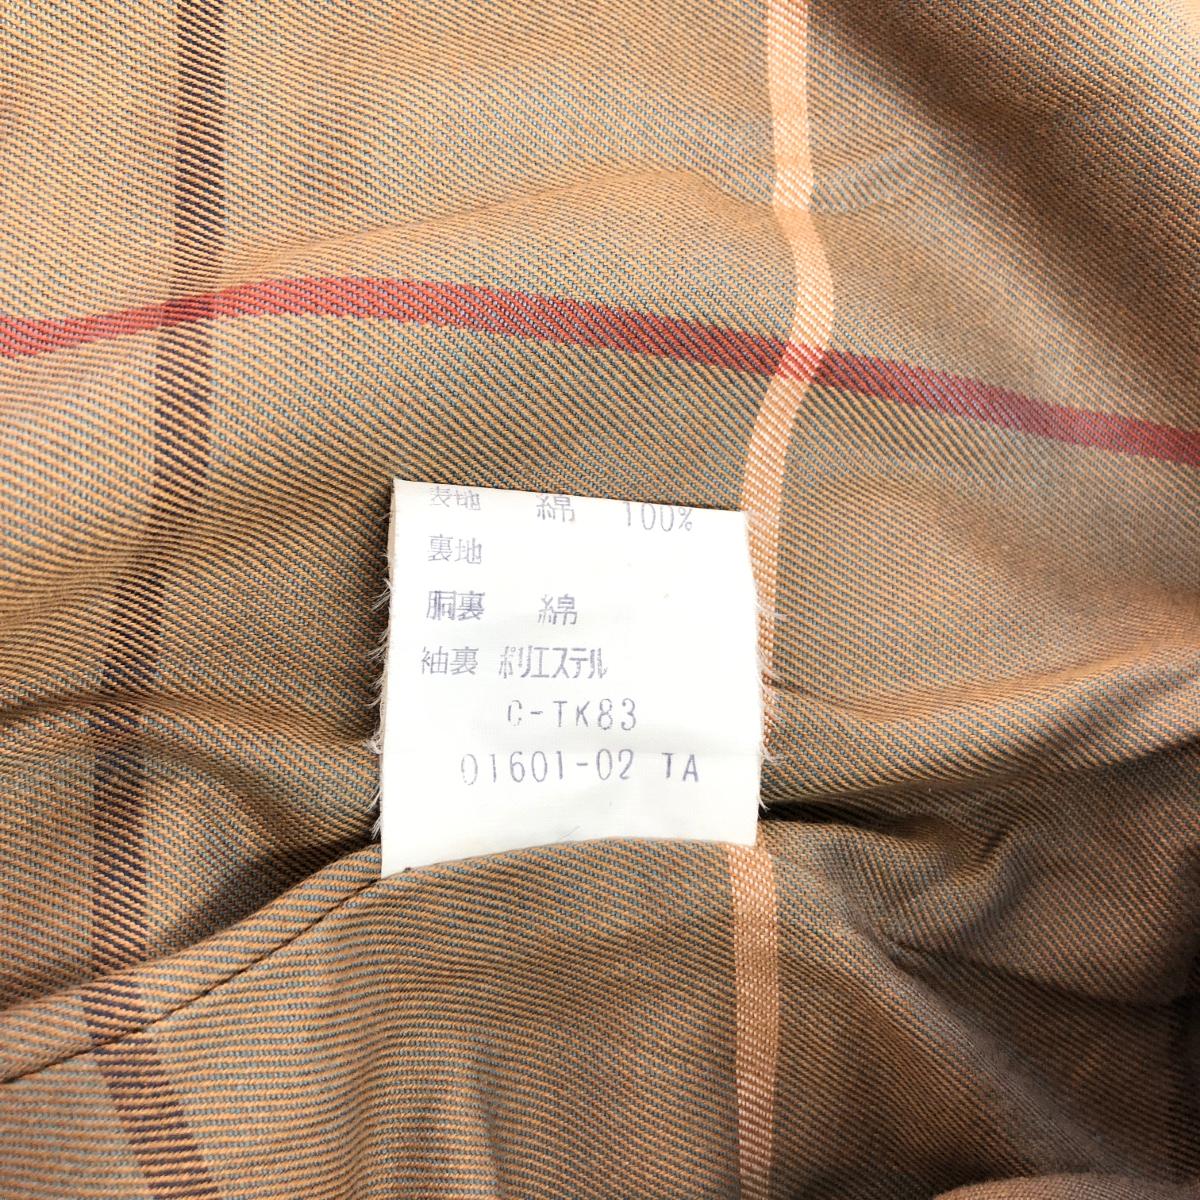 表地 綿 100%
裏地
胴裏 綿
袖裏 ポリエステル
C-TK83
01601-02 TA